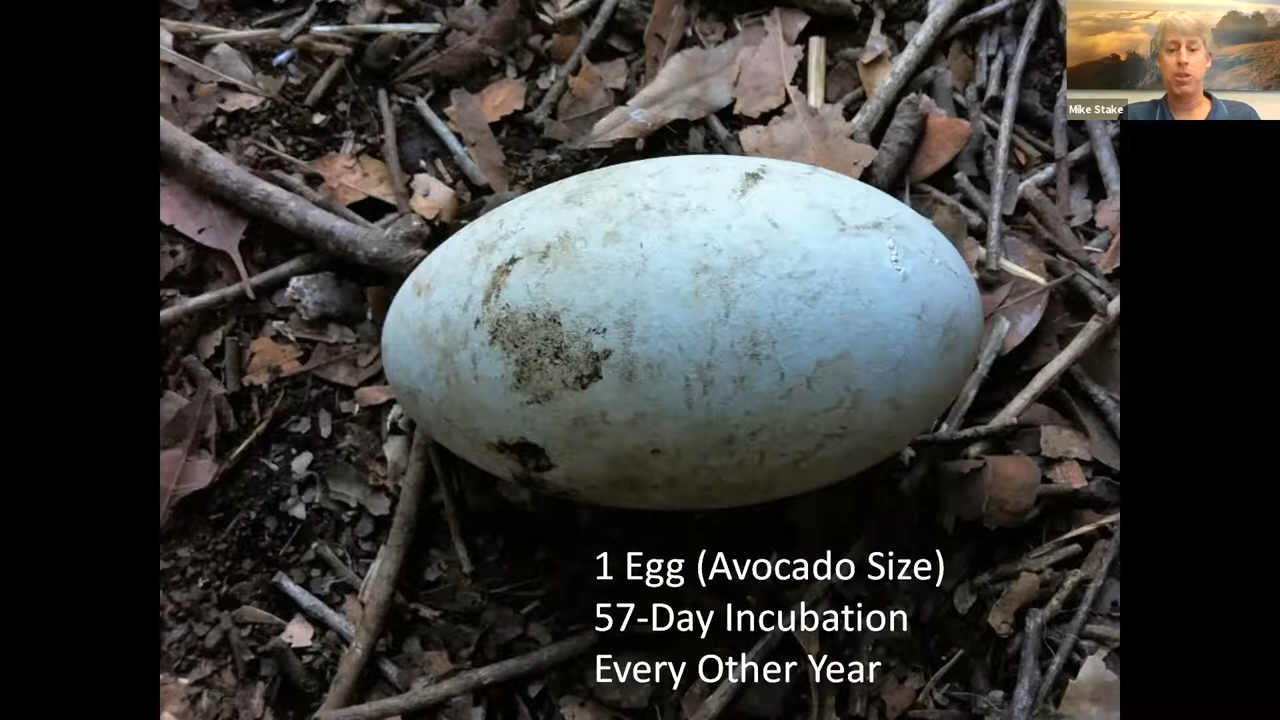 Mike Stake
1 Egg (Avocado Size)
57-Day Incubation
Every Other Year